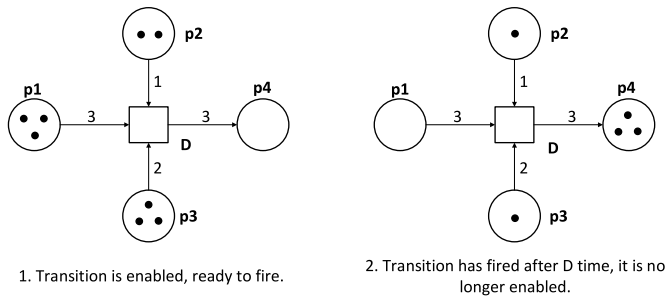 p2
p1
1
p4
3
3
D
2
p3
1. Transition is enabled, ready to fire.
p2
p1
1
p4
3
3
D
2
p3
2. Transition has fired after D time, it is no
longer enabled.